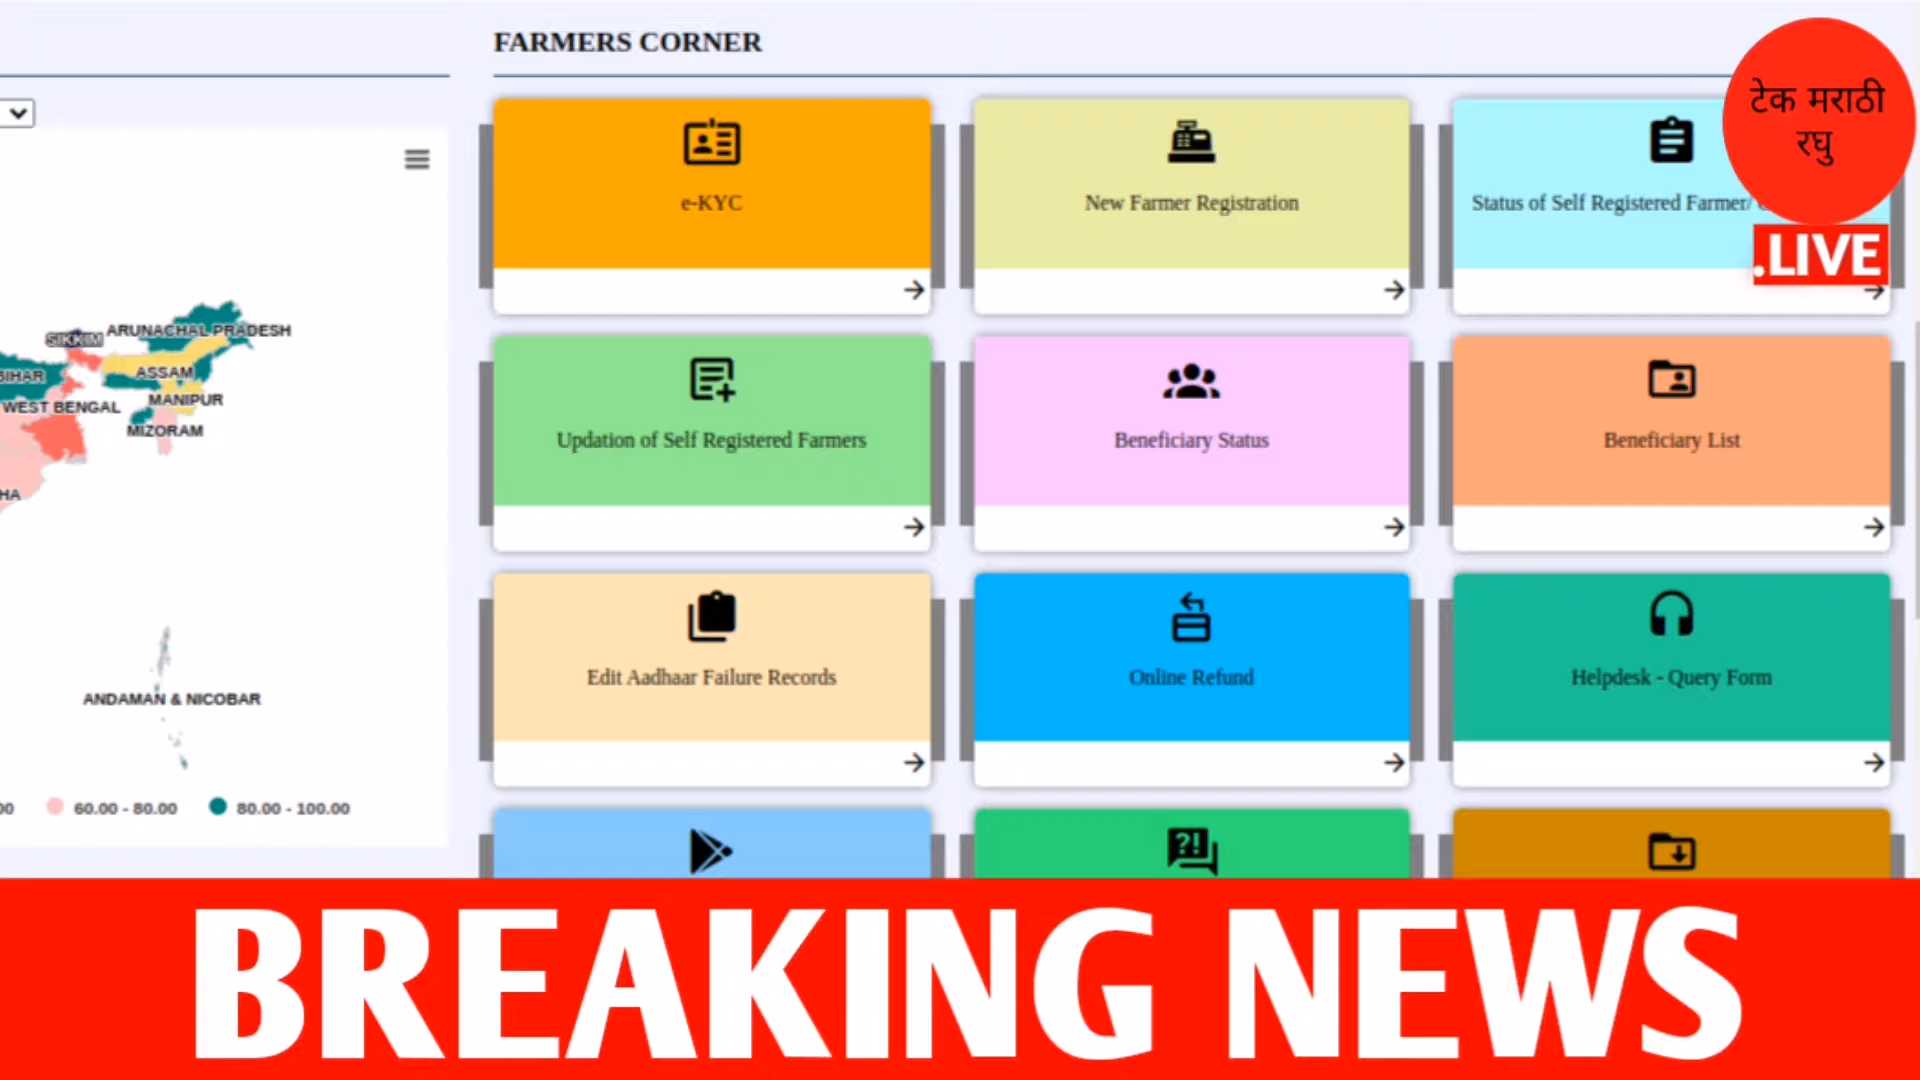 FARMERS CORNER
टेक मराठी
रघु
.LIVE
e-KYC
New Farmer Registration
Status of Self Registered Farmer/
ARUNACHAL PRADESH
SIKKIM
ASSAM
BIHAR
MANIPUR
WEST BENGAL
MIZORAM
HA
Updation of Self Registered Farmers
Beneficiary Status
Beneficiary List
Edit Aadhaar Failure Records
Online Refund
Helpdesk - Query Form
ANDAMAN & NICOBAR
00
60.00 - 80.00
80.00 - 100.00
?!
BREAKING NEWS